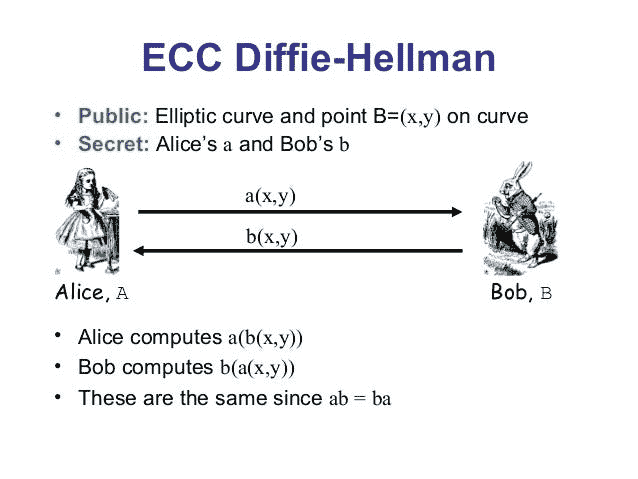 ECC Diffie-Hellman
• Public: Elliptic curve and point B=(x,y) on curve
• Secret: Alice's a and Bob's b
a(x,y)
b(x,y)
Alice, A
Bob, B
• Alice computes a(b(x,y))
• Bob computes b(a(x,y))
• These are the same since ab = ba